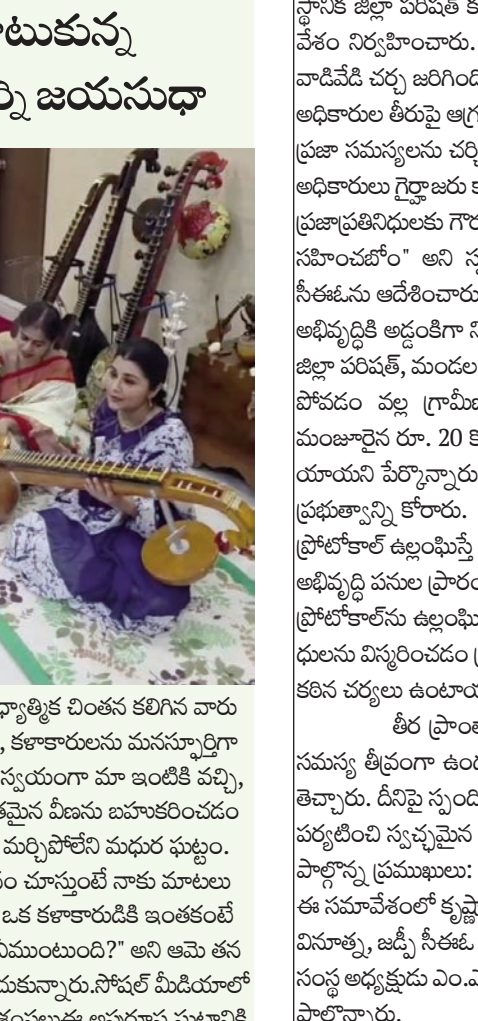 టుకున్న
ర్ని జయసుధా
ధ్యాత్మిక చింతన కలిగిన వారు
, కళాకారులను మనస్ఫూర్తిగా
స్వయంగా మా ఇంటికి వచ్చి,
తమైన వీణను బహుకరించడం
మర్చిపోలేని మధుర ఘట్టం.
ం చూస్తుంటే నాకు మాటలు
ఒక కళాకారుడికి ఇంతకంటే
ఏముంటుంది?" అని ఆమె తన
చుకున్నారు.సోషల్ మీడియాలో
స్థానిక జిల్లా పరిషత్ క
వేశం నిర్వహించారు.
వాడివేడి చర్చ జరిగింది
అధికారుల తీరుపై ఆగ్ర
ప్రజా సమస్యలను చర్చి
అధికారులు గైర్హాజరు క
ప్రజాప్రతినిధులకు గౌర
సహించబోం" అని స్ప
సీఈఓను ఆదేశించారు
అభివృద్ధికి అడ్డంకిగా ని
జిల్లా పరిషత్, మండల
పోవడం వల్ల గ్రామీణ
మంజూరైన రూ. 20 క
యాయని పేర్కొన్నారు
ప్రభుత్వాన్ని కోరారు.
ప్రోటోకాల్ ఉల్లంఘిస్తే
అభివృద్ధి పనుల ప్రారం
ప్రోటోకాల్‌ను ఉల్లంఘిం
ధులను విస్మరించడం
కఠిన చర్యలు ఉంటాయ
తీర ప్రాంత
సమస్య తీవ్రంగా ఉంద
తెచ్చారు. దీనిపై స్పంది
పర్యటించి స్వచ్ఛమైన
పాల్గొన్న ప్రముఖులు:
ఈ సమావేశంలో కృష్ణా
వినూత్న, జడ్పీ సీఈఓ
సంస్థ అధ్యక్షుడు ఎం.ఎ
పాల్గొన్నారు.